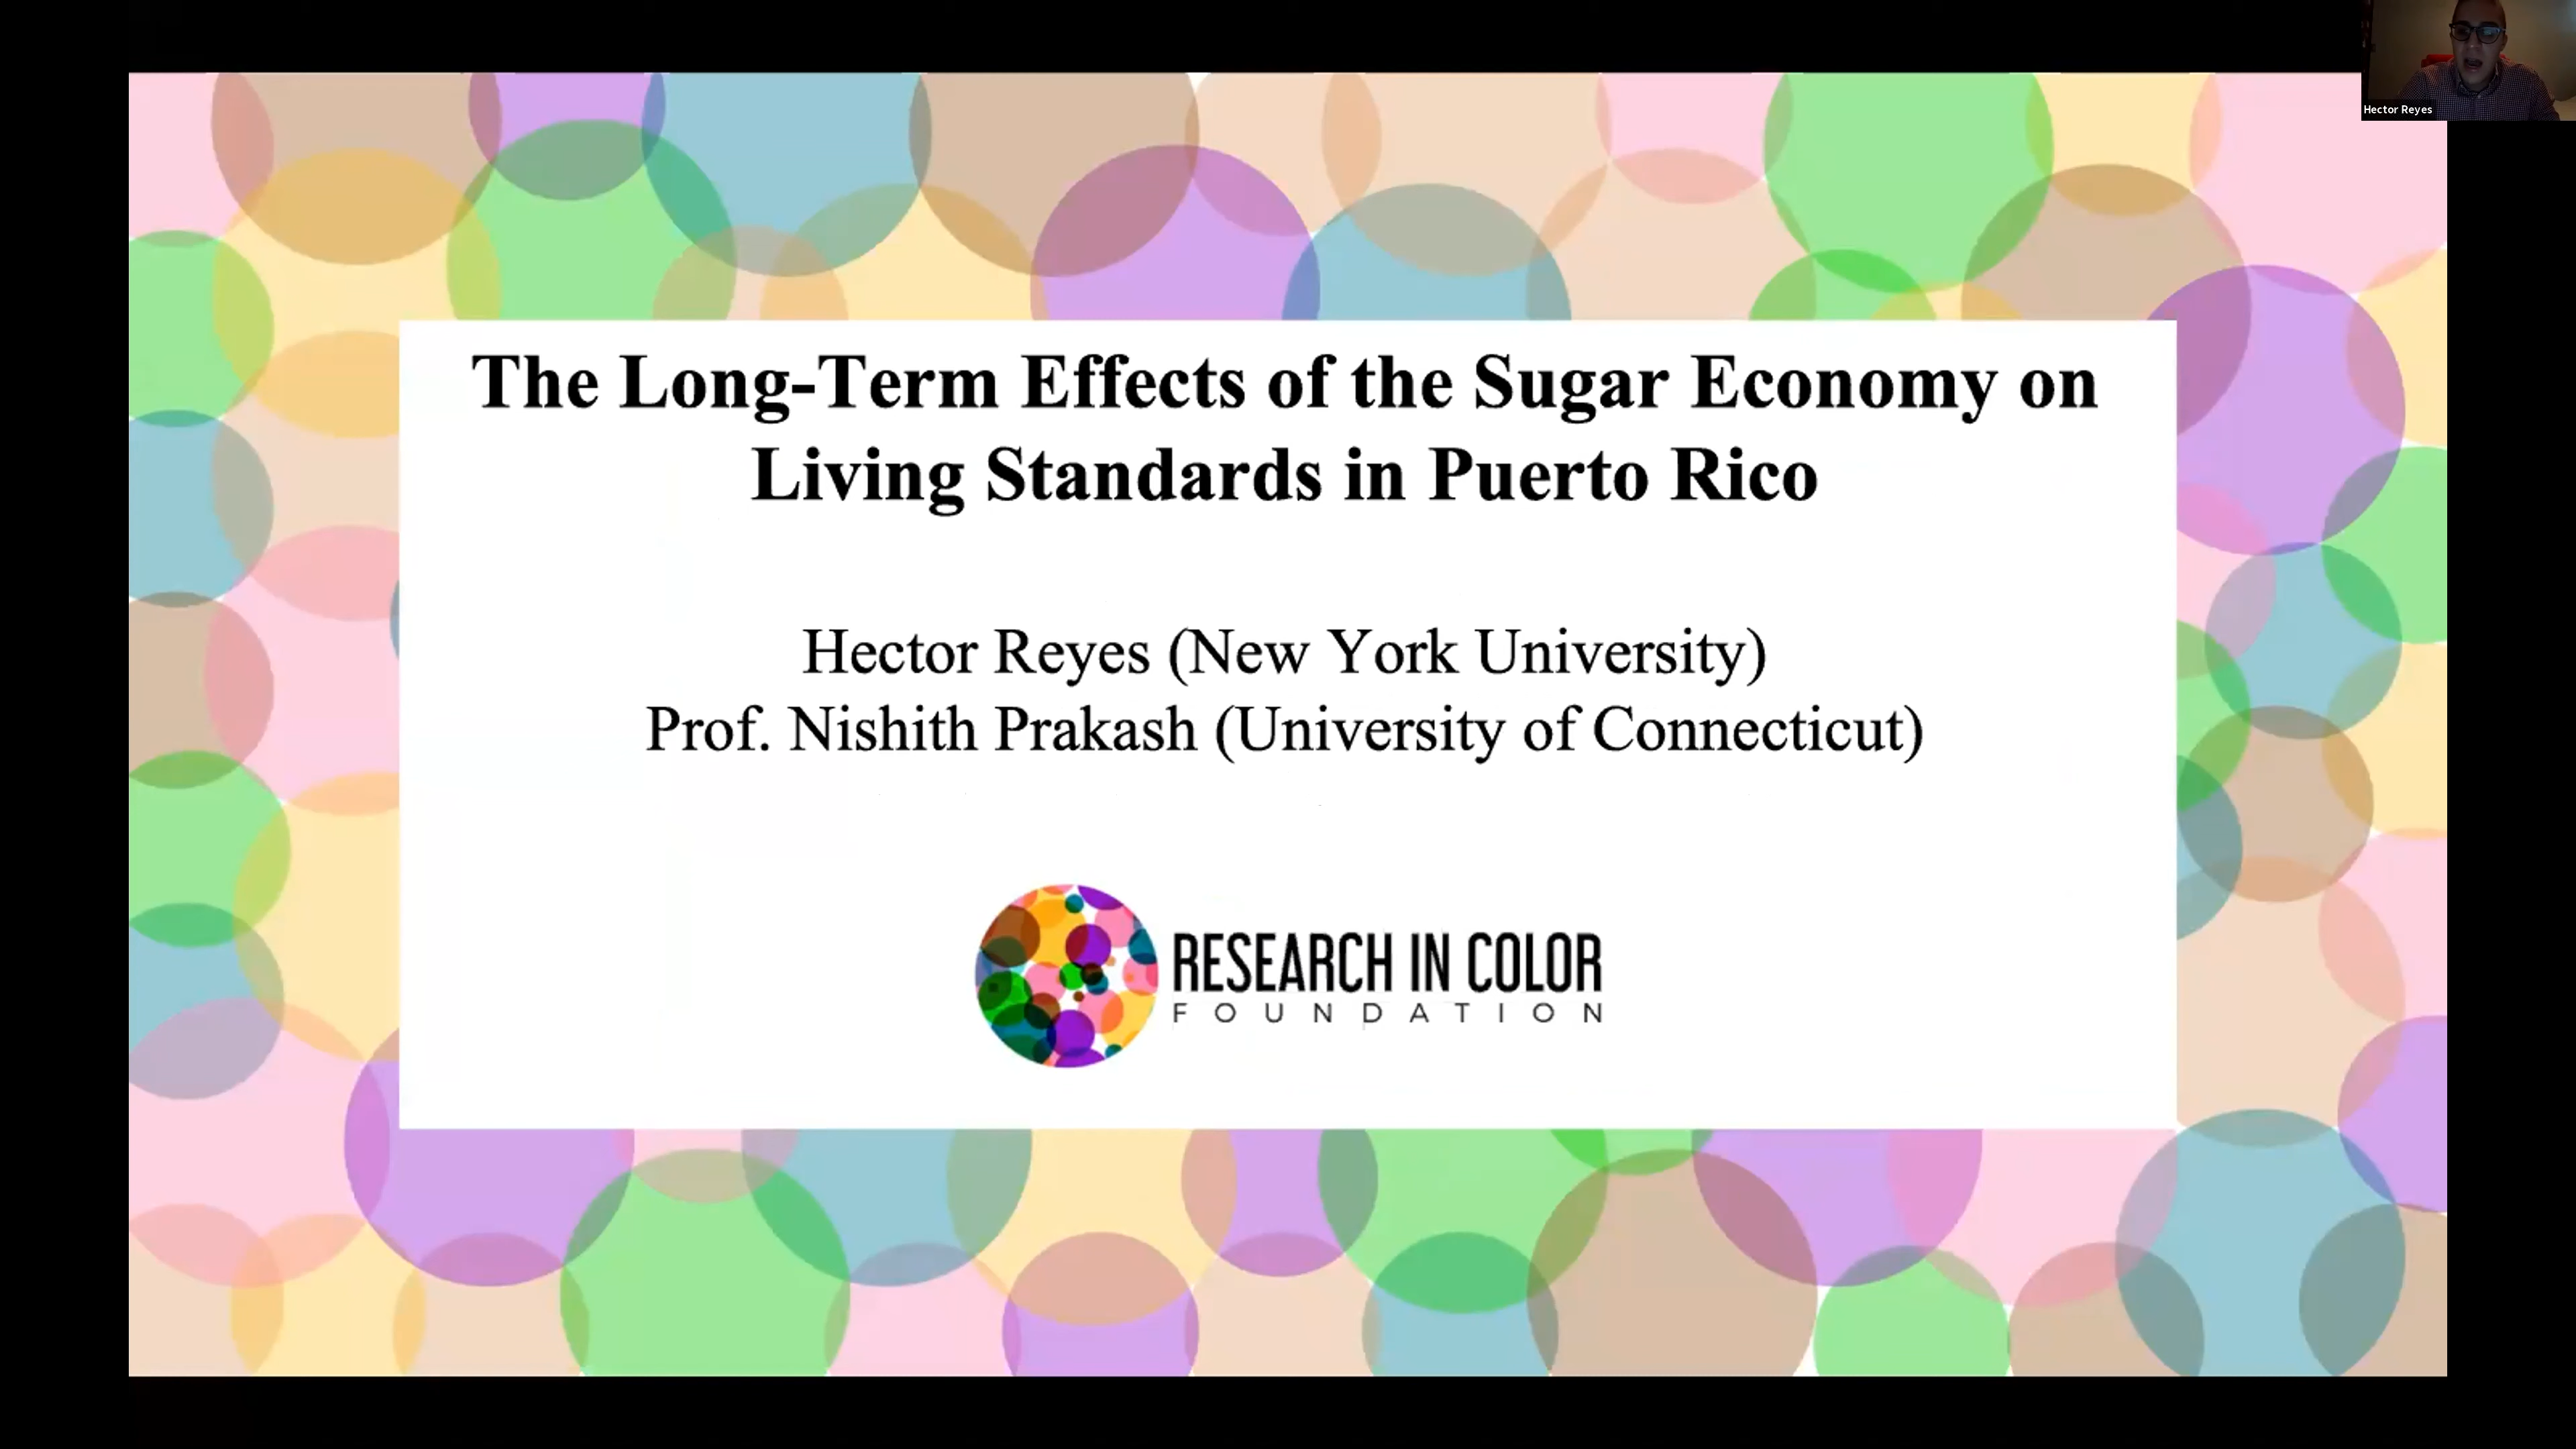 Hector Reyes
The Long-Term Effects of the Sugar Economy on
Living Standards in Puerto Rico
Hector Reyes (New York University)
Prof. Nishith Prakash (University of Connecticut)
RESEARCH IN COLOR
FOUNDATION